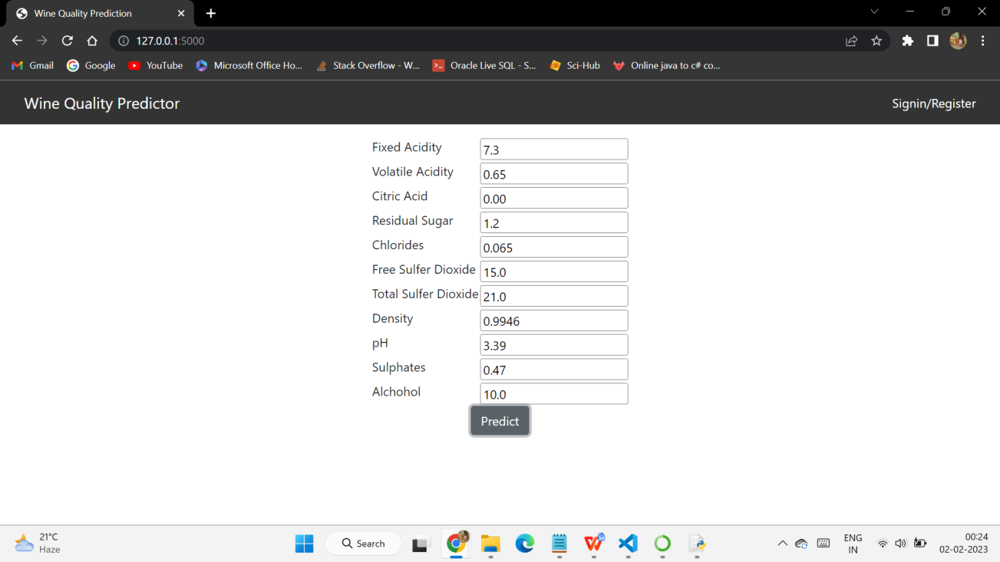 Wine Quality Prediction
127.0.0.1:5000
Gmail Google YouTube Microsoft Office Ho... Stack Overflow - W... Oracle Live SQL - S... Sci-Hub Online java to c# co...
Wine Quality Predictor Signin/Register
Fixed Acidity 7.3
Volatile Acidity 0.65
Citric Acid 0.00
Residual Sugar 1.2
Chlorides 0.065
Free Sulfer Dioxide 15.0
Total Sulfer Dioxide 21.0
Density 0.9946
pH 3.39
Sulphates 0.47
Alchohol 10.0
Predict
21°C
Haze
Search
ENG
IN
00:24
02-02-2023